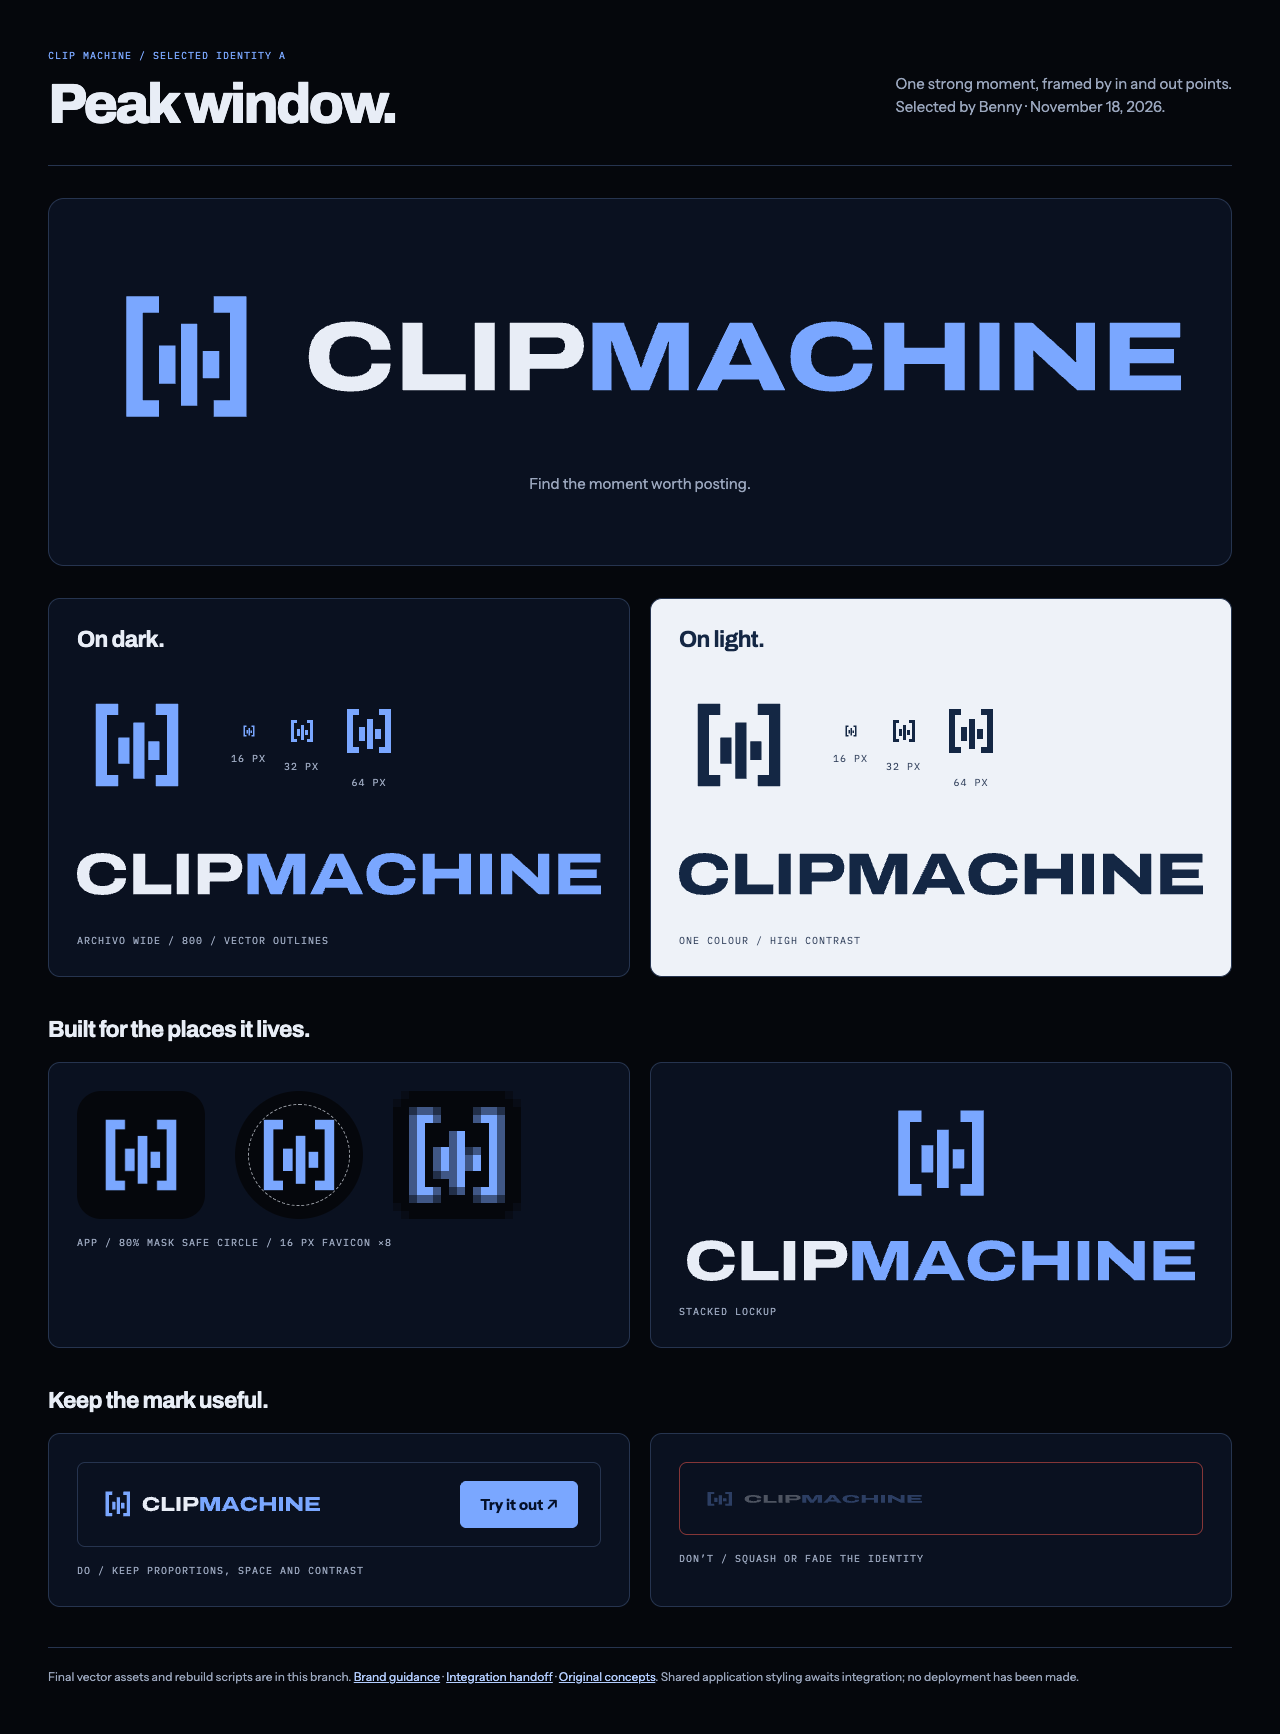 CLIP MACHINE / SELECTED IDENTITY A
Peak window.
One strong moment, framed by in and out points.
Selected by Benny · November 18, 2026.
CLIPMACHINE
Find the moment worth posting.
On dark.
16 PX
32 PX
64 PX
CLIPMACHINE
ARCHIVO WIDE / 800 / VECTOR OUTLINES
On light.
16 PX
32 PX
64 PX
CLIPMACHINE
ONE COLOUR / HIGH CONTRAST
Built for the places it lives.
APP / 80% MASK SAFE CIRCLE / 16 PX FAVICON ×8
CLIPMACHINE
STACKED LOCKUP
Keep the mark useful.
CLIPMACHINE
Try it out ↗
DO / KEEP PROPORTIONS, SPACE AND CONTRAST
CLIPMACHINE
DON’T / SQUASH OR FADE THE IDENTITY
Final vector assets and rebuild scripts are in this branch. Brand guidance · Integration handoff · Original concepts. Shared application styling awaits integration; no deployment has been made.